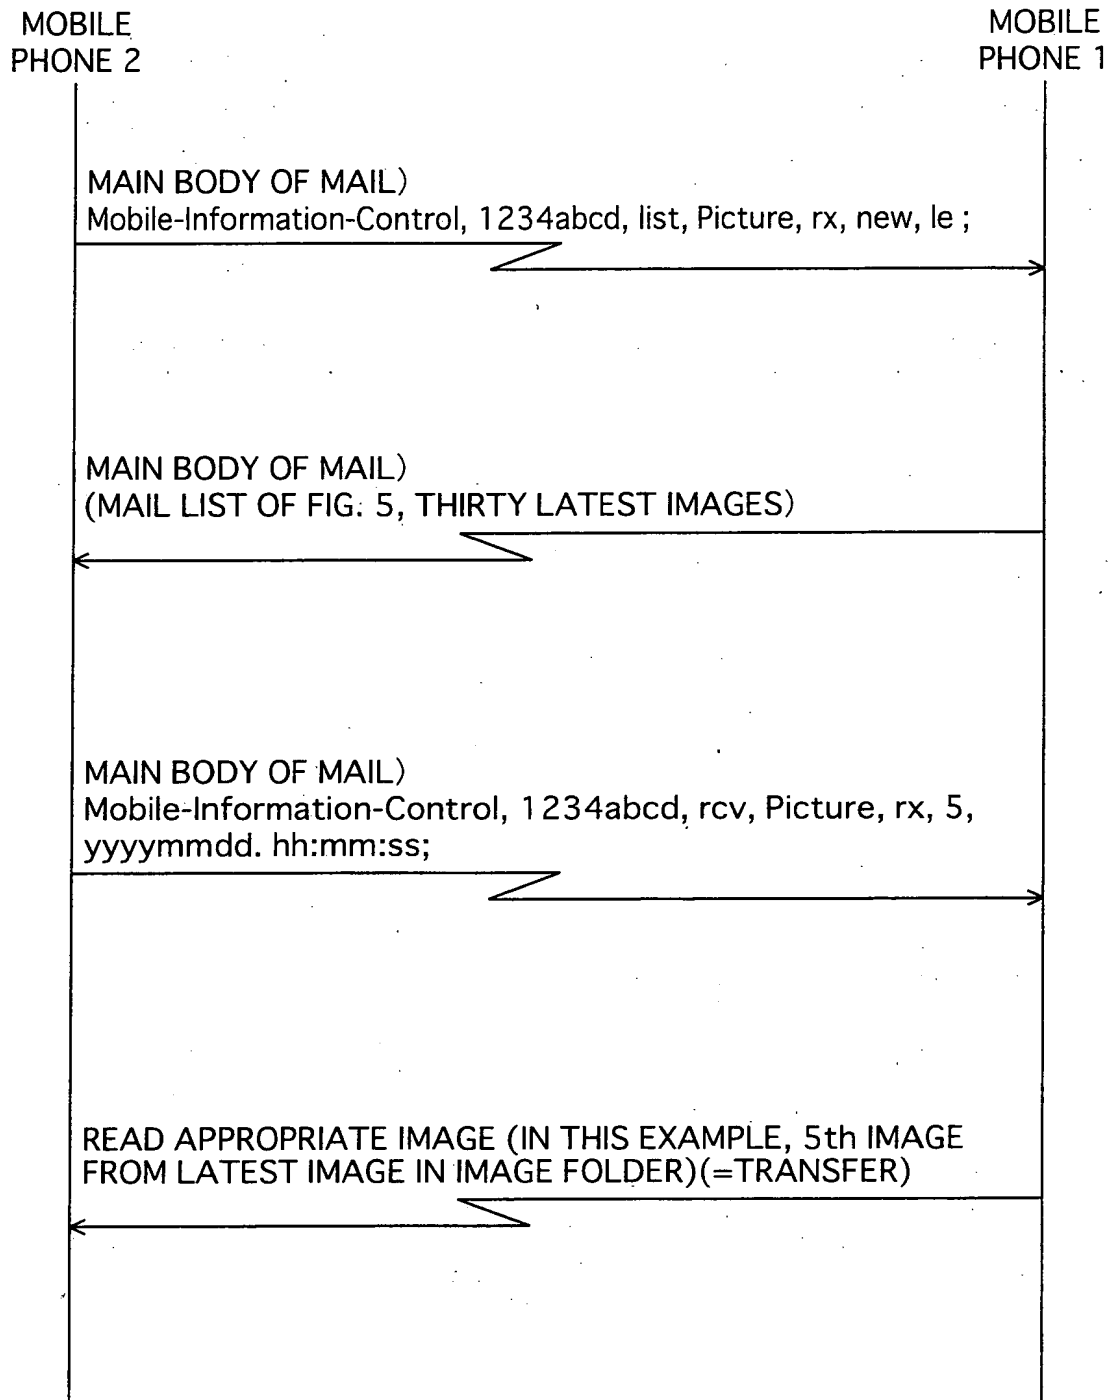 MOBILE
PHONE 2
MOBILE
PHONE 1
MAIN BODY OF MAIL)
Mobile-Information-Control, 1234abcd, list, Picture, rx, new, le ;
MAIN BODY OF MAIL)
(MAIL LIST OF FIG. 5, THIRTY LATEST IMAGES)
MAIN BODY OF MAIL)
Mobile-Information-Control, 1234abcd, rcv, Picture, rx, 5,
yyyymmdd. hh:mm:ss;
READ APPROPRIATE IMAGE (IN THIS EXAMPLE, 5th IMAGE
FROM LATEST IMAGE IN IMAGE FOLDER)(=TRANSFER)